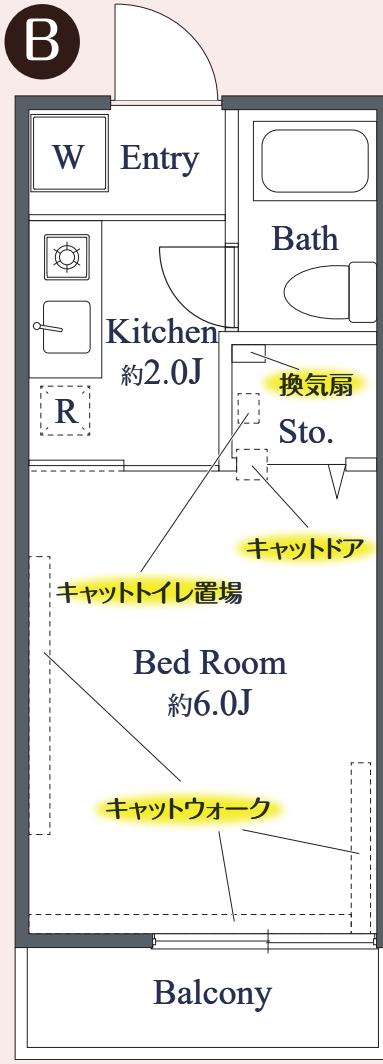 B
W
Entry
Bath
Kitchen
約2.0J
換気扇
R
Sto.
キャットドア
キャットトイレ置場
Bed Room
約6.0J
キャットウォーク
Balcony